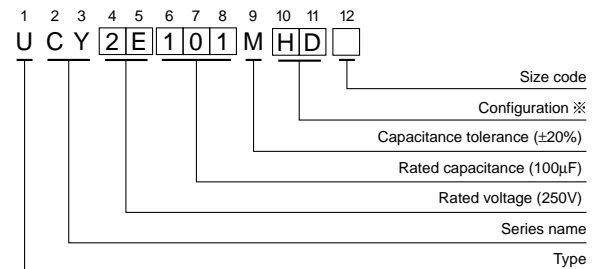 1 2 3 4 5 6 7 8 9 10 11 12
U C Y 2 E 1 0 1 M H D
Size code
Configuration ※
Capacitance tolerance (±20%)
Rated capacitance (100µF)
Rated voltage (250V)
Series name
Type